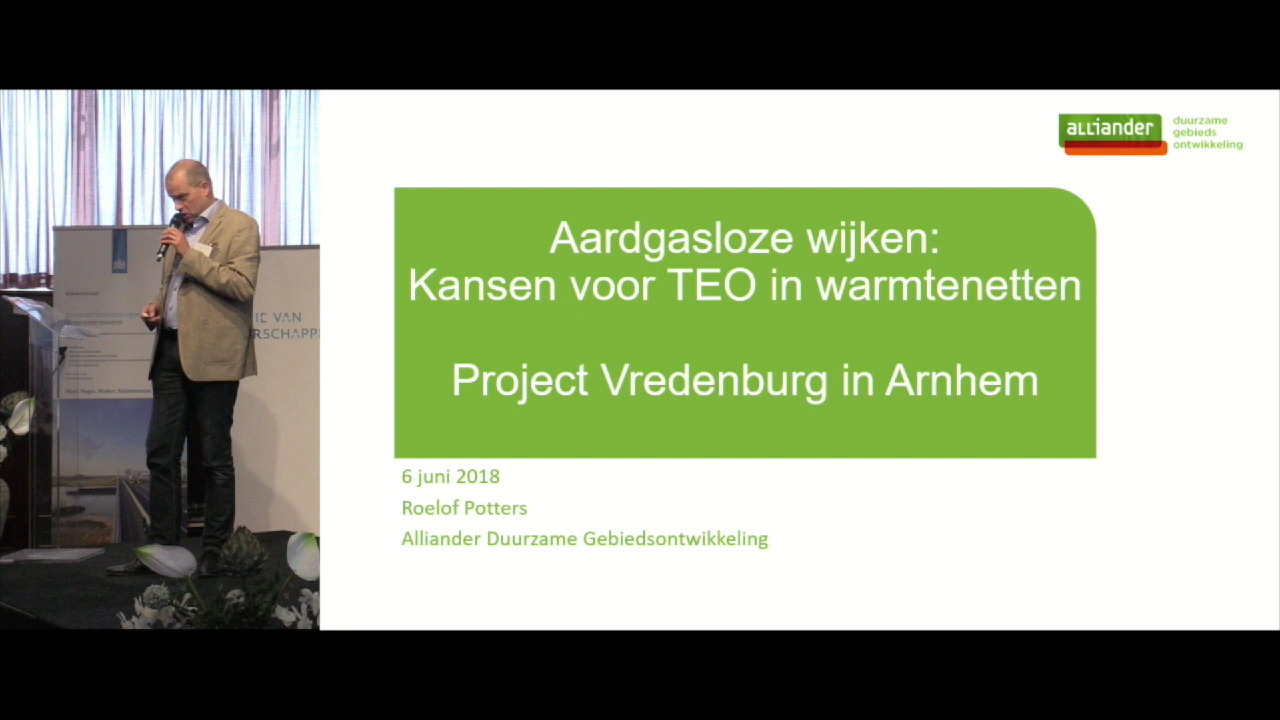 alliander
duurzame
gebieds
ontwikkeling
Aardgasloze wijken:
Kansen voor TEO in warmtenetten
Project Vredenburg in Arnhem
6 juni 2018
Roelof Potters
Alliander Duurzame Gebiedsontwikkeling
VAN